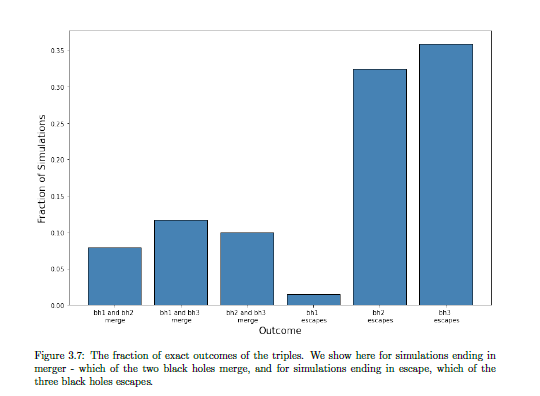 0.35
0.30
0.25
0.20
0.15
0.10
0.05
0.00
Fraction of Simulations
bh1 and bh2
merge
bh1 and bh3
merge
bh2 and bh3
merge
bh1
escapes
bh2
escapes
bh3
escapes
Outcome
Figure 3.7: The fraction of exact outcomes of the triples. We show here for simulations ending in
merger - which of the two black holes merge, and for simulations ending in escape, which of the
three black holes escapes.